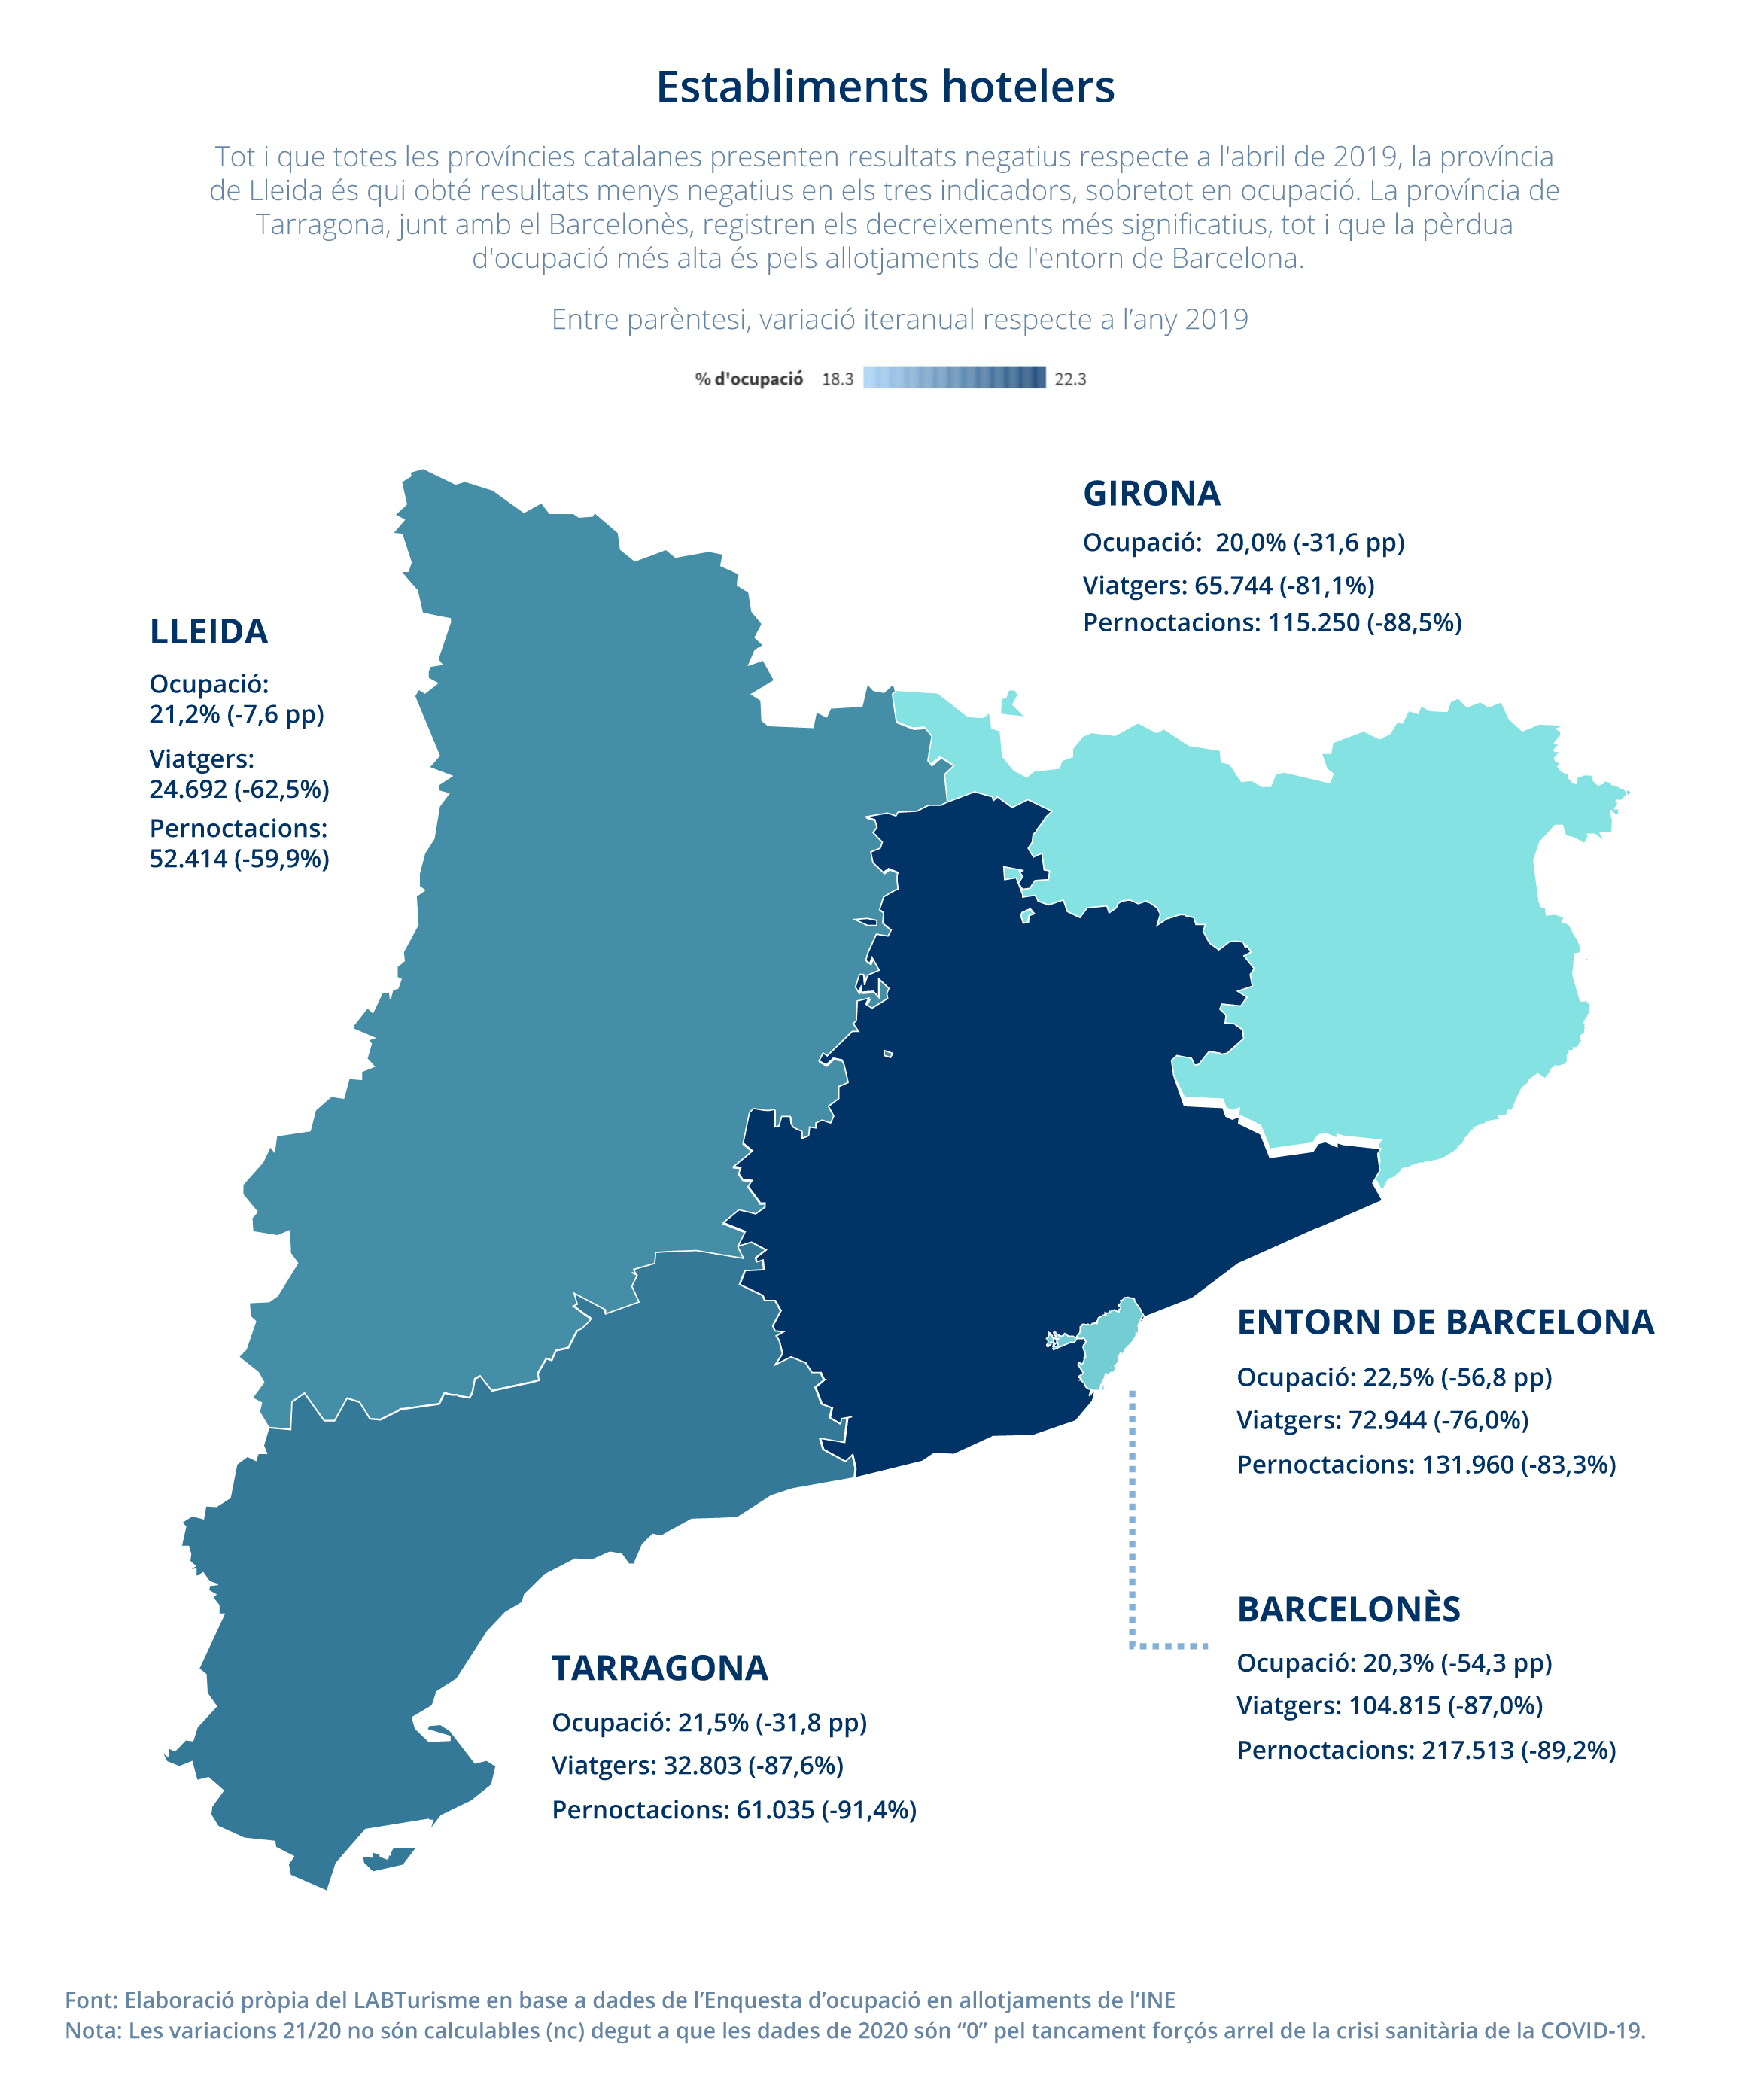 Establiments hotelers
Tot i que totes les províncies catalanes presenten resultats negatius respecte a l'abril de 2019, la província
de Lleida és qui obté resultats menys negatius en els tres indicadors, sobretot en ocupació. La província de
Tarragona, junt amb el Barcelonès, registren els decreixements més significatius, tot i que la pèrdua
d'ocupació més alta és pels allotjaments de l'entorn de Barcelona.
Entre parèntesi, variació iteranual respecte a l’any 2019
% d'ocupació 18.3 22.3
GIRONA
Ocupació: 20,0% (-31,6 pp)
Viatgers: 65.744 (-81,1%)
Pernoctacions: 115.250 (-88,5%)
LLEIDA
Ocupació:
21,2% (-7,6 pp)
Viatgers:
24.692 (-62,5%)
Pernoctacions:
52.414 (-59,9%)
ENTORN DE BARCELONA
Ocupació: 22,5% (-56,8 pp)
Viatgers: 72.944 (-76,0%)
Pernoctacions: 131.960 (-83,3%)
BARCELONÈS
Ocupació: 20,3% (-54,3 pp)
Viatgers: 104.815 (-87,0%)
Pernoctacions: 217.513 (-89,2%)
TARRAGONA
Ocupació: 21,5% (-31,8 pp)
Viatgers: 32.803 (-87,6%)
Pernoctacions: 61.035 (-91,4%)
Font: Elaboració pròpia del LABTurisme en base a dades de l’Enquesta d’ocupació en allotjaments de l’INE
Nota: Les variacions 21/20 no són calculables (nc) degut a que les dades de 2020 són “0” pel tancament forçós arrel de la crisi sanitària de la COVID-19.